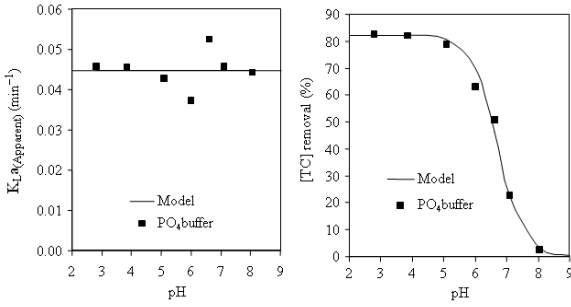 0.06
0.05
0.04
0.03
0.02
0.01
0.00
K_La_(Apparent) (min⁻¹)
Model
PO₄buffer
2 3 4 5 6 7 8 9
pH
90
80
70
60
50
40
30
20
10
0
[TC] removal (%)
Model
PO₄buffer
2 3 4 5 6 7 8 9
pH